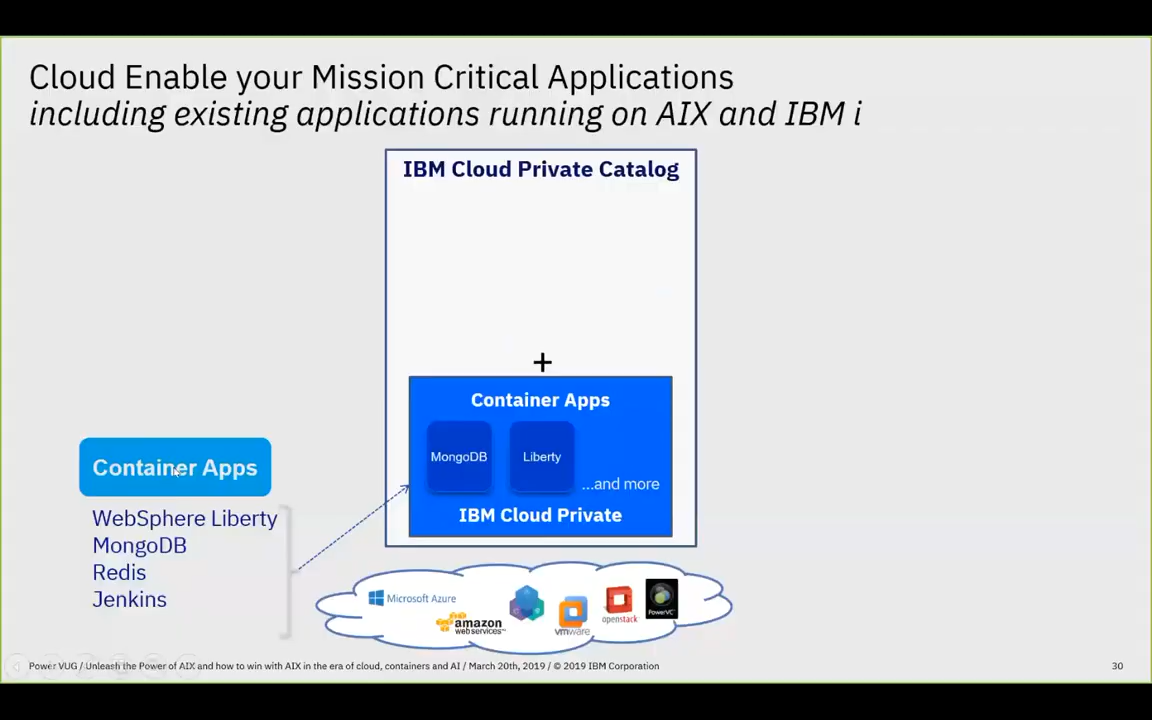 Cloud Enable your Mission Critical Applications
including existing applications running on AIX and IBM i
IBM Cloud Private Catalog
+
Container Apps
MongoDB
Liberty
...and more
IBM Cloud Private
Container Apps
WebSphere Liberty
MongoDB
Redis
Jenkins
Microsoft Azure
amazon
webservices™
vmware
openstack
PowerVC
Power VUG / Unleash the Power of AIX and how to win with AIX in the era of cloud, containers and AI / March 20th, 2019 / © 2019 IBM Corporation
30